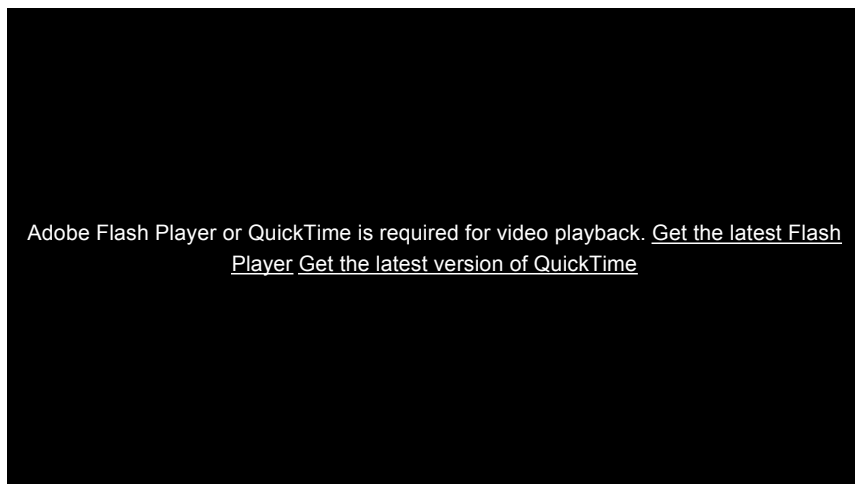 Adobe Flash Player or QuickTime is required for video playback. Get the latest Flash
Player Get the latest version of QuickTime